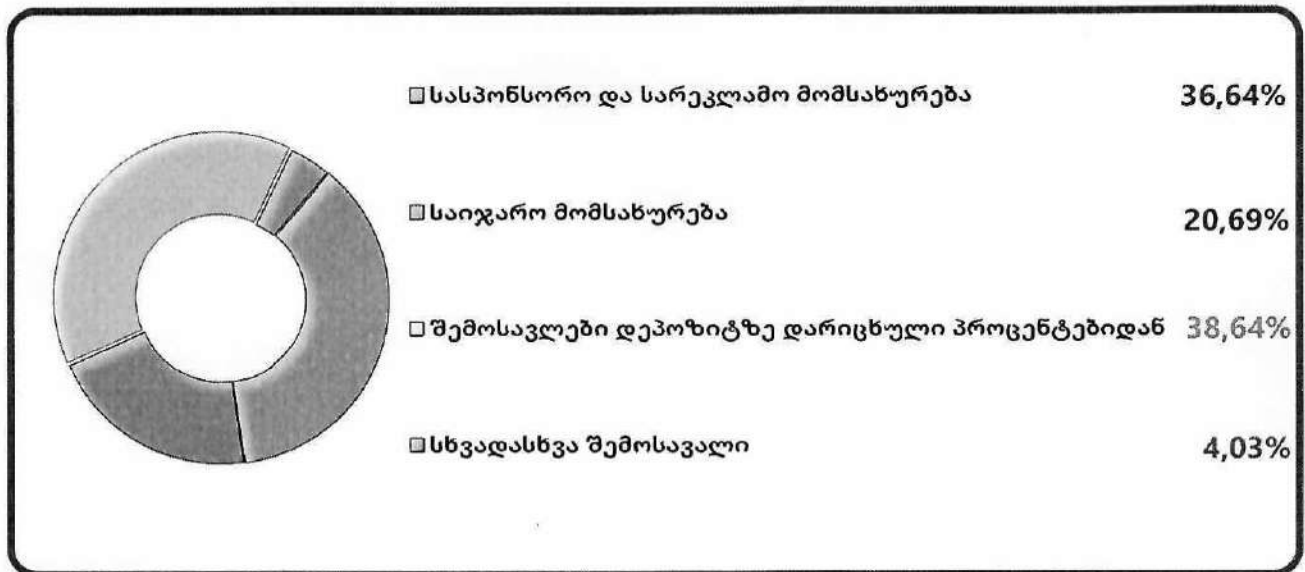 სასპონსორო და სარეკლამო მომსახურება 36,64%
საიჯარო მომსახურება 20,69%
შემოსავლები დეპოზიტზე დარიცხული პროცენტებიდან 38,64%
სხვადასხვა შემოსავალი 4,03%